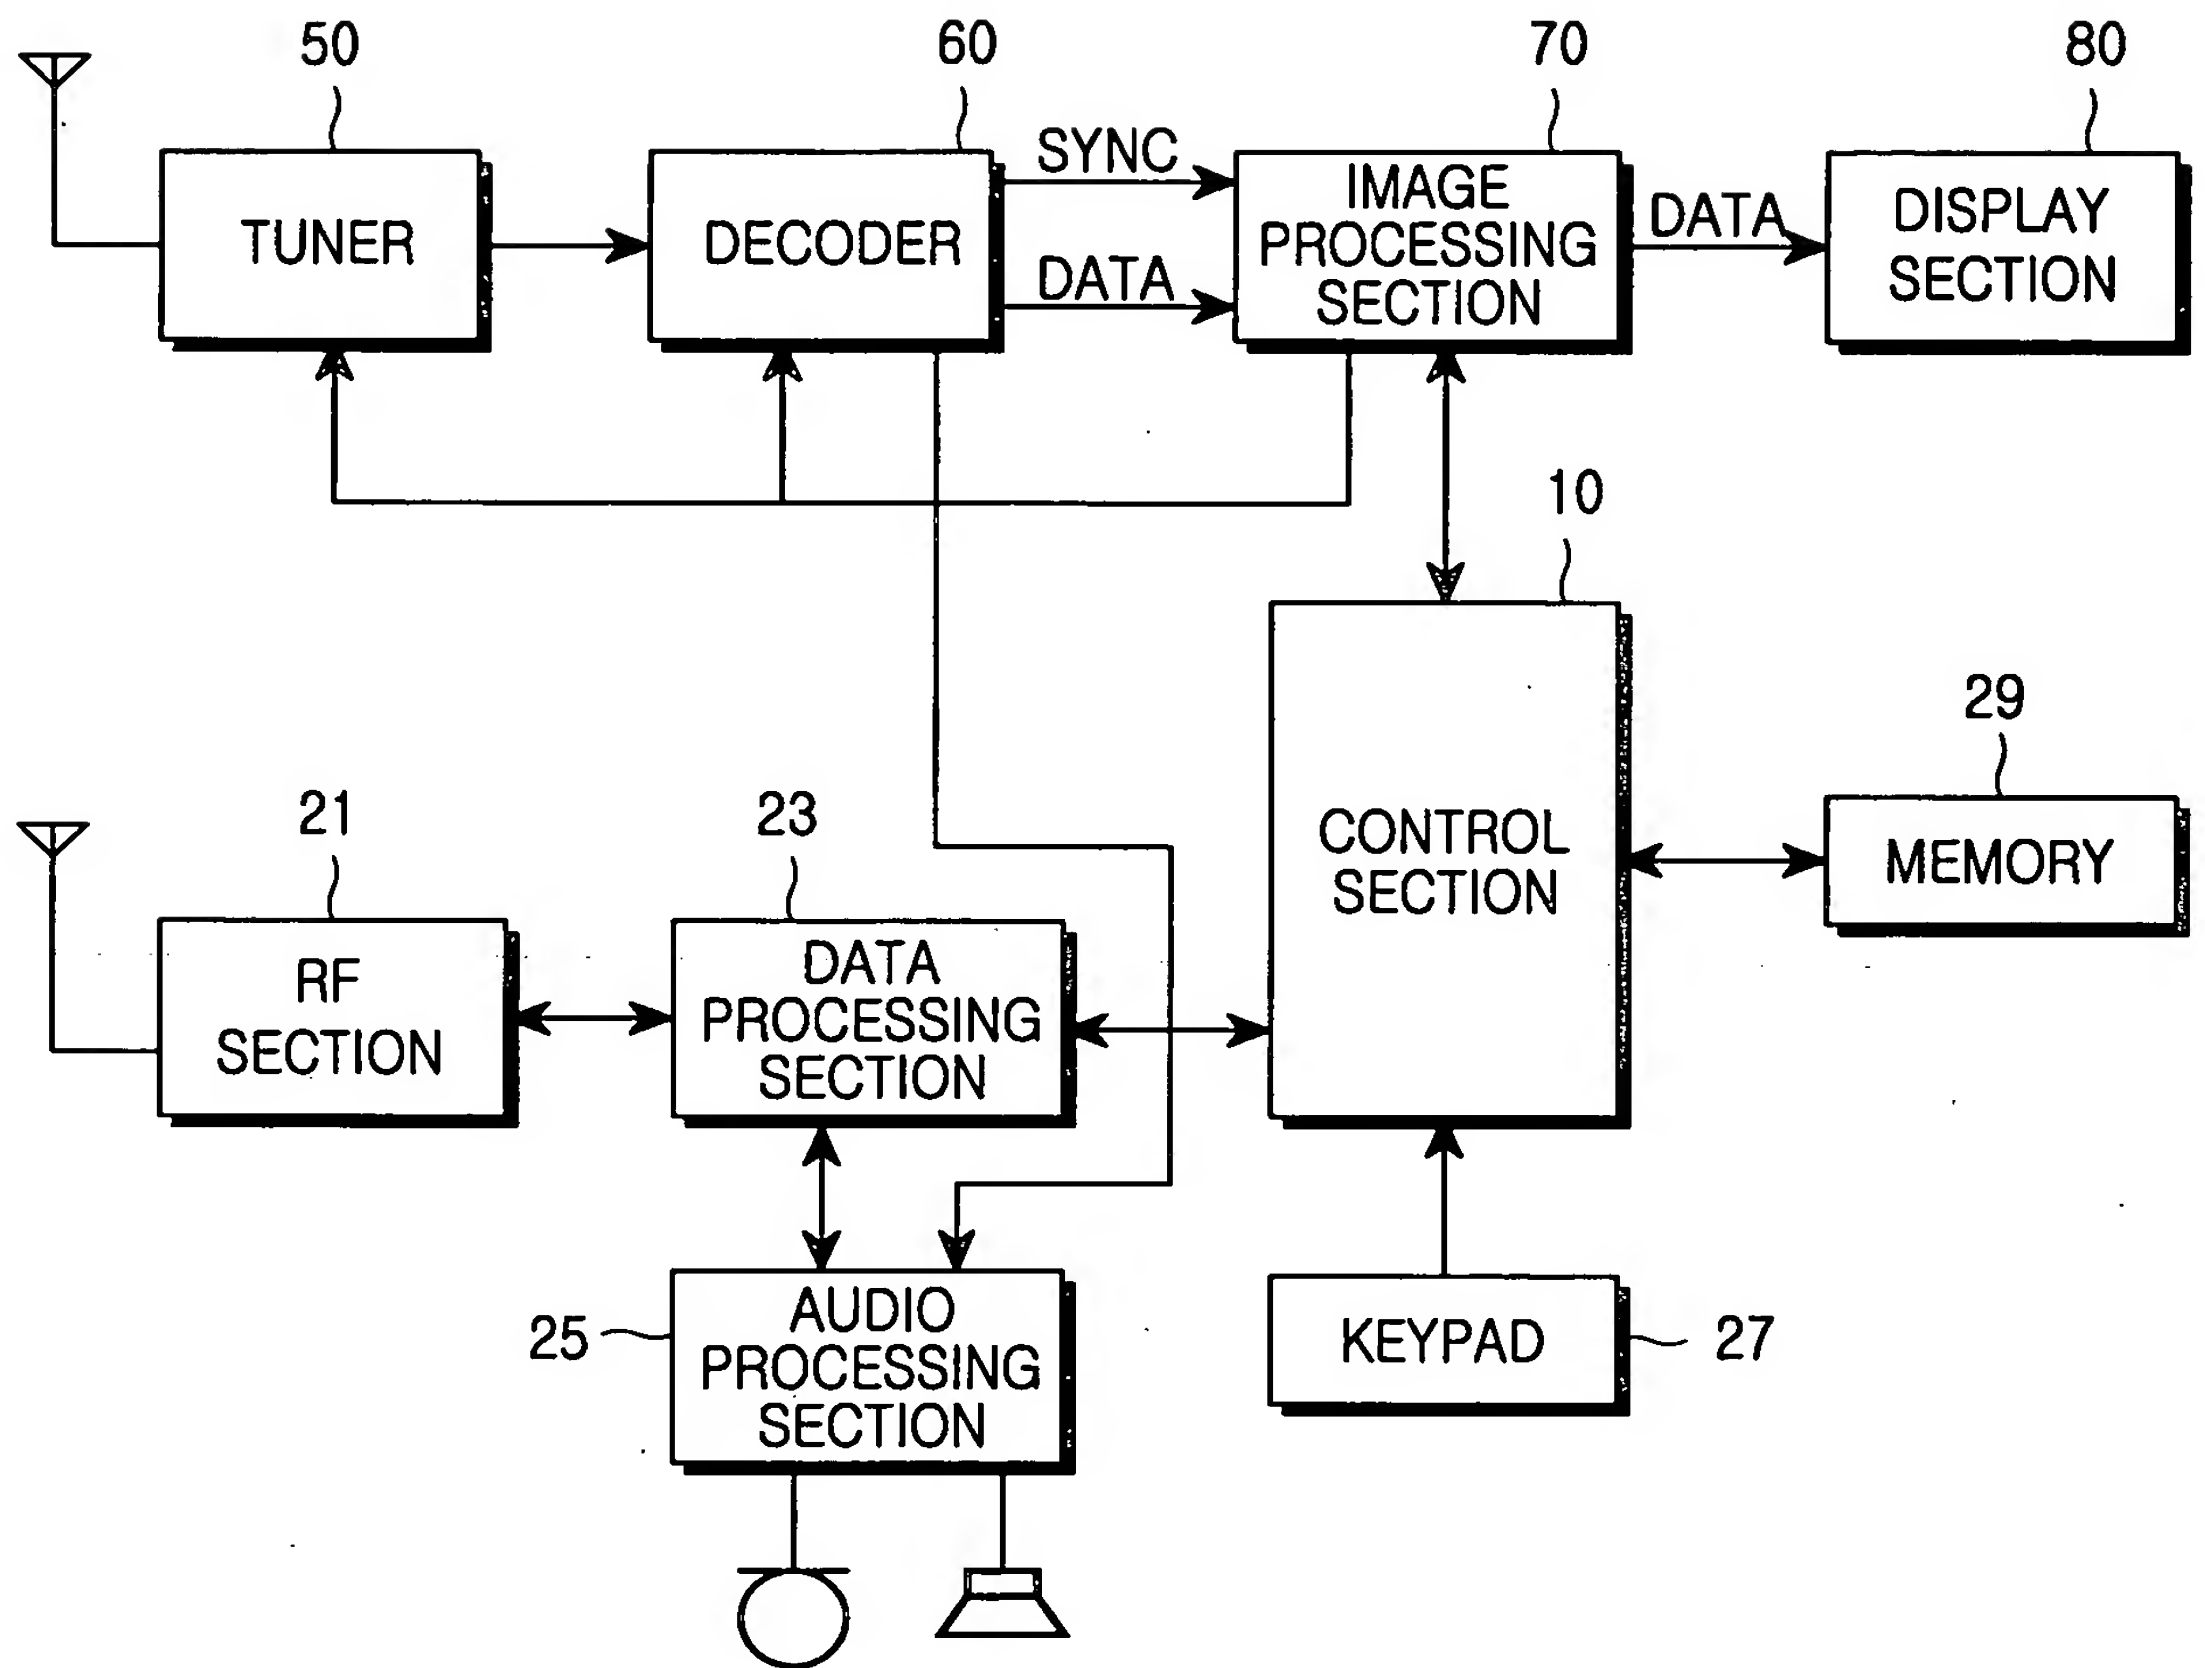 50
60
70
80
TUNER
DECODER
SYNC
DATA
IMAGE
PROCESSING
SECTION
DATA
DISPLAY
SECTION
10
CONTROL
SECTION
29
MEMORY
21
RF
SECTION
23
DATA
PROCESSING
SECTION
25
AUDIO
PROCESSING
SECTION
KEYPAD
27